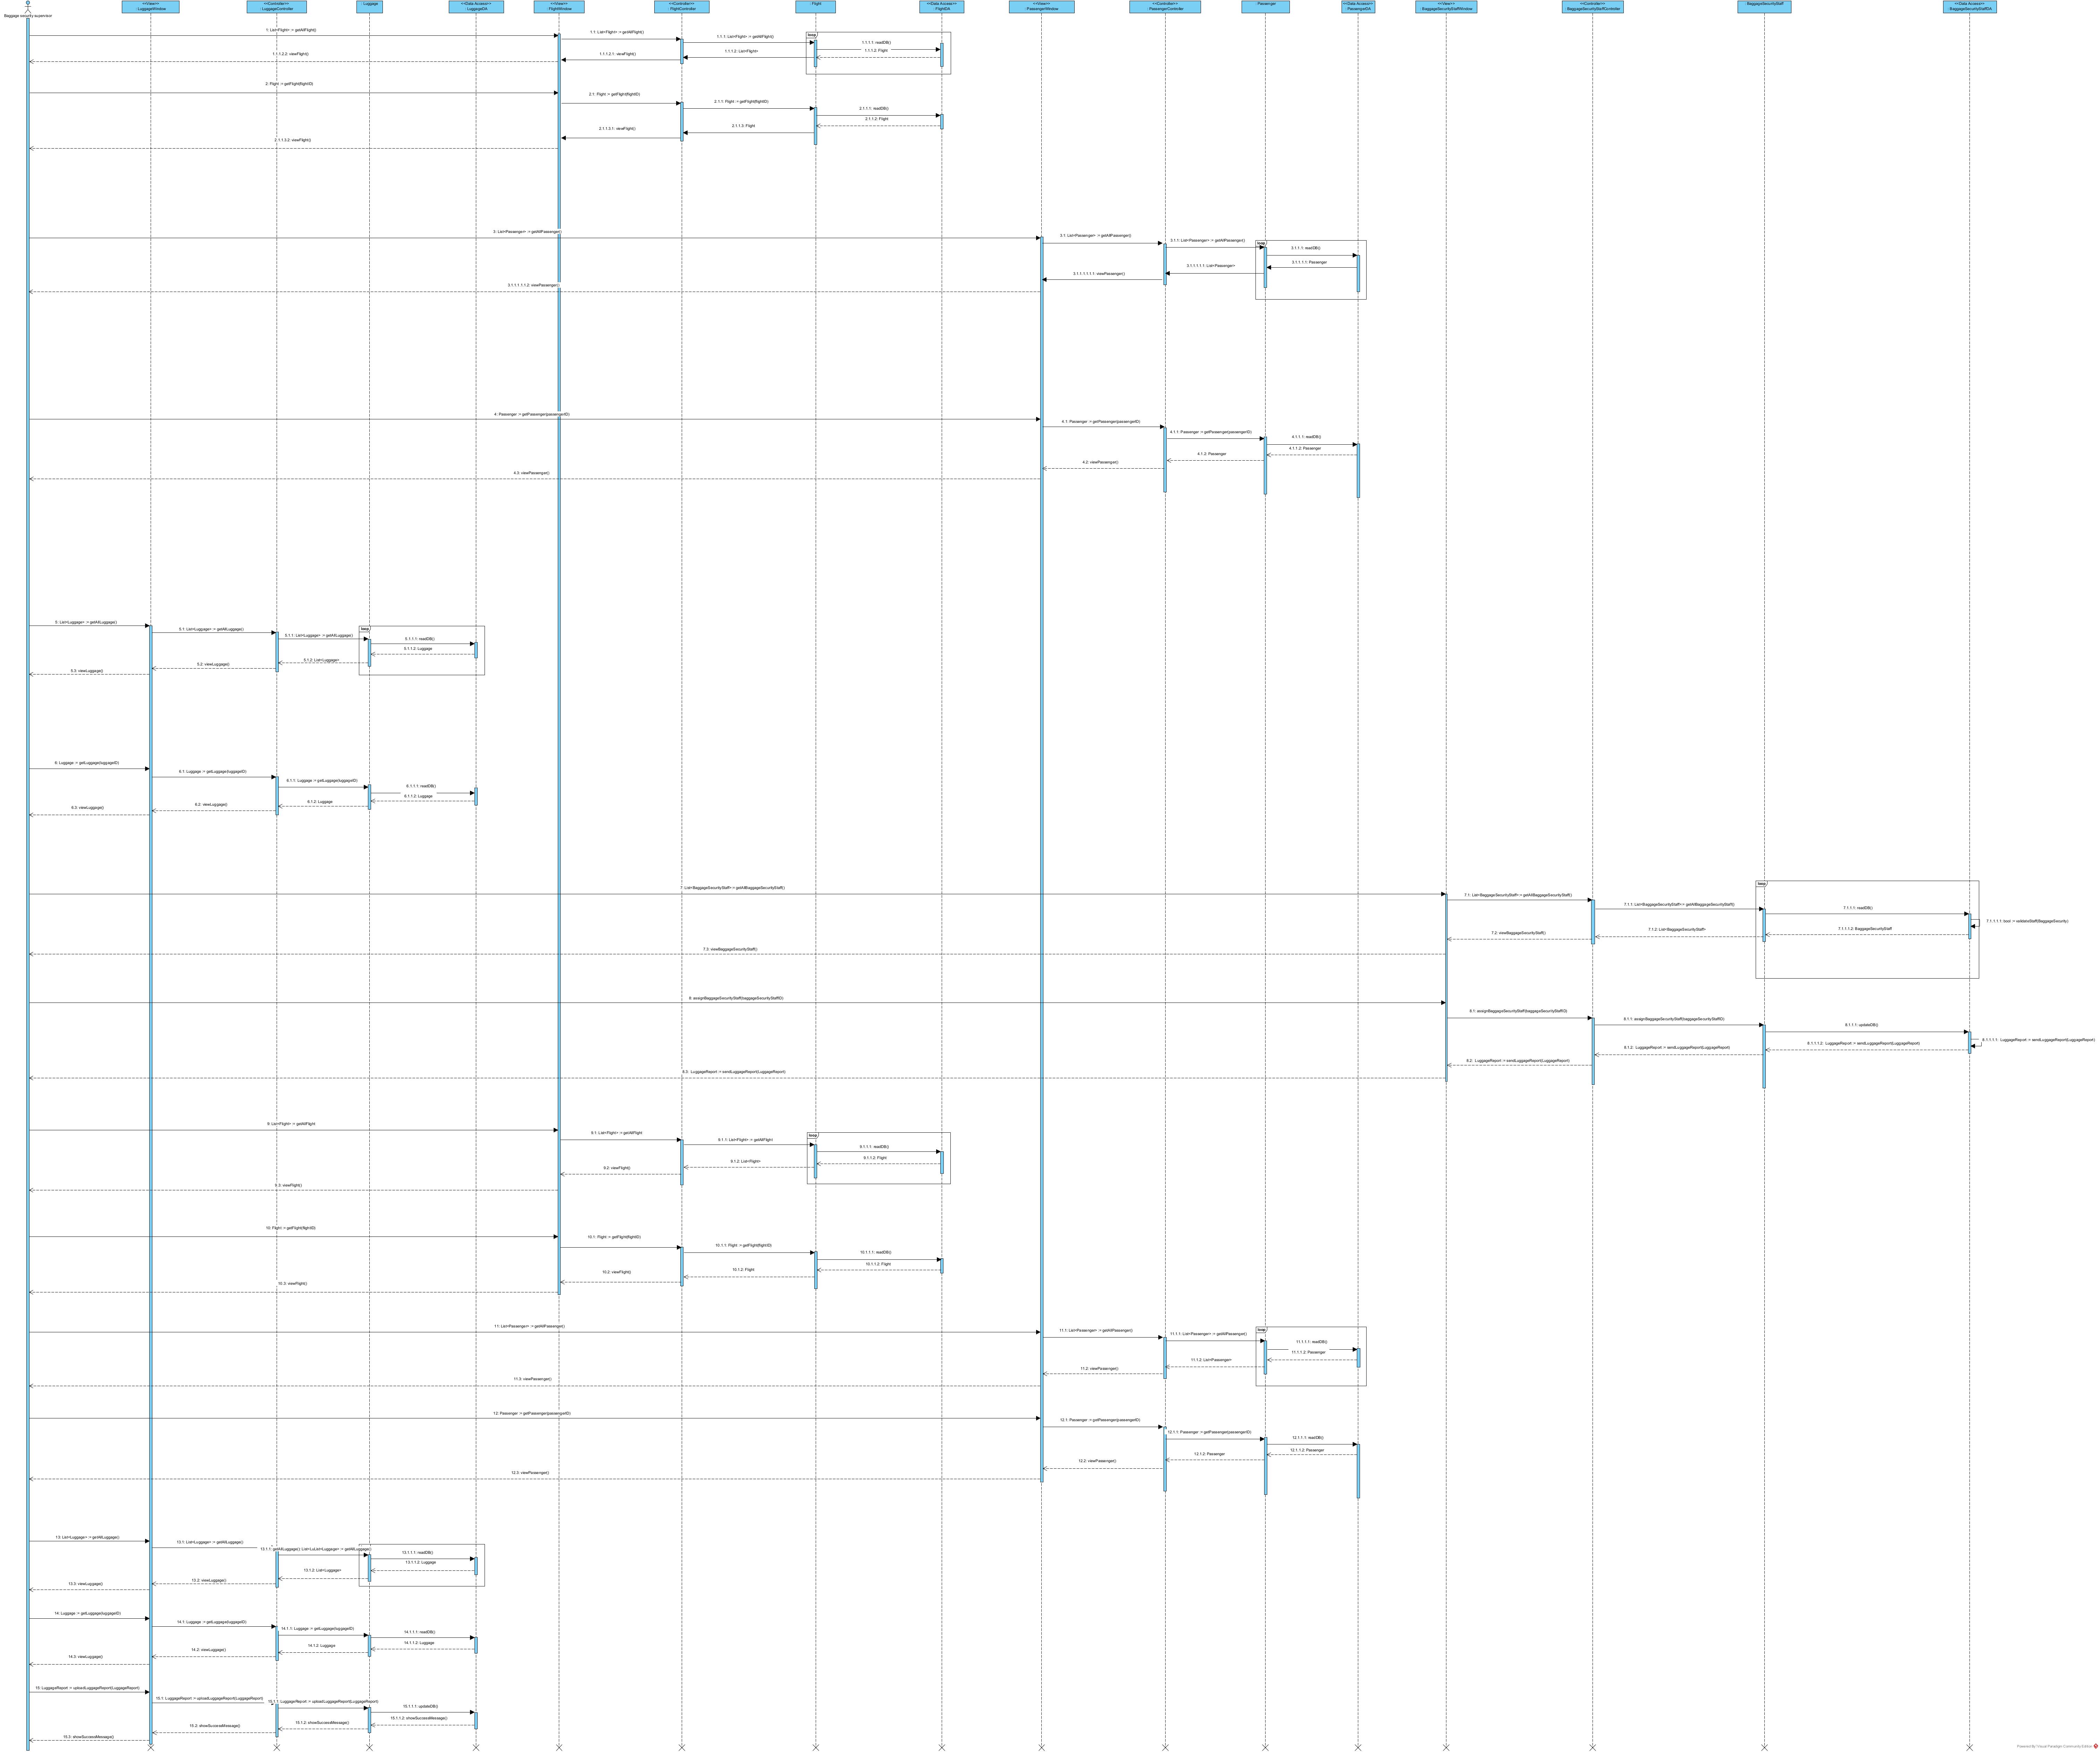 Baggage security supervisor
<<View>>
: LuggageWindow
<<Controller>>
: LuggageController
: Luggage
<<Data Access>>
: LuggageDA
<<View>>
: FlightWindow
<<Controller>>
: FlightController
: Flight
<<Data Access>>
: FlightDA
<<View>>
: PassengerWindow
<<Controller>>
: PassengerController
: Passenger
<<Data Access>>
: PassengerDA
<<View>>
: BaggageSecurityStaffWindow
<<Controller>>
: BaggageSecurityStaffController
: BaggageSecurityStaff
<<Data Access>>
: BaggageSecurityStaffDA
1: List<Flight> := getAllFlight()
1.1: List<Flight> := getAllFlight()
1.1.1: List<Flight> := getAllFlight()
loop
1.1.1.1: readDB()
1.1.1.2: Flight
1.1.1.2: List<Flight>
1.1.1.2.1: viewFlight()
1.1.1.2.2: viewFlight()
2: Flight := getFlight(flightID)
2.1: Flight := getFlight(flightID)
2.1.1: Flight := getFlight(flightID)
2.1.1.1: readDB()
2.1.1.2: Flight
2.1.1.3: Flight
2.1.1.3.1: viewFlight()
2.1.1.3.2: viewFlight()
3: List<Passenger> := getAllPassenger()
3.1: List<Passenger> := getAllPassenger()
3.1.1: List<Passenger> := getAllPassenger()
loop
3.1.1.1: readDB()
3.1.1.1.1: Passenger
3.1.1.1.1.1: List<Passenger>
3.1.1.1.1.1.1: viewPassenger()
3.1.1.1.1.1.2: viewPassenger()
4: Passenger := getPassenger(passengerID)
4.1: Passenger := getPassenger(passengerID)
4.1.1: Passenger := getPassenger(passengerID)
4.1.1.1: readDB()
4.1.1.2: Passenger
4.1.2: Passenger
4.2: viewPassenger()
4.3: viewPassenger()
5: List<Luggage> := getAllLuggage()
5.1: List<Luggage> := getAllLuggage()
5.1.1: List<Luggage> := getAllLuggage()
loop
5.1.1.1: readDB()
5.1.1.2: Luggage
5.1.2: List<Luggage>
5.2: viewLuggage()
5.3: viewLuggage()
6: Luggage := getLuggage(luggageID)
6.1: Luggage := getLuggage(luggageID)
6.1.1: Luggage := getLuggage(luggageID)
6.1.1.1: readDB()
6.1.1.2: Luggage
6.1.2: Luggage
6.2: viewLuggage()
6.3: viewLuggage()
7: List<BaggageSecurityStaff> := getAllBaggageSecurityStaff()
7.1: List<BaggageSecurityStaff> := getAllBaggageSecurityStaff()
7.1.1: List<BaggageSecurityStaff> := getAllBaggageSecurityStaff()
loop
7.1.1.1: readDB()
7.1.1.1.1: bool := validateStaff(BaggageSecurity)
7.1.1.1.2: BaggageSecurityStaff
7.1.2: List<BaggageSecurityStaff>
7.2: viewBaggageSecurityStaff()
7.3: viewBaggageSecurityStaff()
8: assignBaggageSecurityStaff(baggageSecurityStaffID)
8.1: assignBaggageSecurityStaff(baggageSecurityStaffID)
8.1.1: assignBaggageSecurityStaff(baggageSecurityStaffID)
8.1.1.1: updateDB()
8.1.1.1.1: LuggageReport := sendLuggageReport(LuggageReport)
8.1.1.1.2: LuggageReport := sendLuggageReport(LuggageReport)
8.1.2: LuggageReport := sendLuggageReport(LuggageReport)
8.2: LuggageReport := sendLuggageReport(LuggageReport)
8.3: LuggageReport := sendLuggageReport(LuggageReport)
9: List<Flight> := getAllFlight
9.1: List<Flight> := getAllFlight
9.1.1: List<Flight> := getAllFlight
loop
9.1.1.1: readDB()
9.1.1.2: Flight
9.1.2: List<Flight>
9.2: viewFlight()
9.3: viewFlight()
10: Flight := getFlight(flightID)
10.1: Flight := getFlight(flightID)
10.1.1: Flight := getFlight(flightID)
10.1.1.1: readDB()
10.1.1.2: Flight
10.1.2: Flight
10.2: viewFlight()
10.3: viewFlight()
11: List<Passenger> := getAllPassenger()
11.1: List<Passenger> := getAllPassenger()
11.1.1: List<Passenger> := getAllPassenger()
loop
11.1.1.1: readDB()
11.1.1.2: Passenger
11.1.2: List<Passenger>
11.2: viewPassenger()
11.3: viewPassenger()
12: Passenger := getPassenger(passengerID)
12.1: Passenger := getPassenger(passengerID)
12.1.1: Passenger := getPassenger(passengerID)
12.1.1.1: readDB()
12.1.1.2: Passenger
12.1.2: Passenger
12.2: viewPassenger()
12.3: viewPassenger()
13: List<Luggage> := getAllLuggage()
13.1: List<Luggage> := getAllLuggage()
13.1.1: getAllLuggage()
List<Luggage> := getAllLuggage()
13.1.1.1: readDB()
13.1.1.2: Luggage
13.1.2: List<Luggage>
13.2: viewLuggage()
13.3: viewLuggage()
14: Luggage := getLuggage(luggageID)
14.1: Luggage := getLuggage(luggageID)
14.1.1: Luggage := getLuggage(luggageID)
14.1.1.1: readDB()
14.1.1.2: Luggage
14.1.2: Luggage
14.2: viewLuggage()
14.3: viewLuggage()
15: LuggageReport := uploadLuggageReport(LuggageReport)
15.1: LuggageReport := uploadLuggageReport(LuggageReport)
15.1.1: LuggageReport := uploadLuggageReport(LuggageReport)
15.1.1.1: updateDB()
15.1.1.2: showSuccessMessage()
15.1.2: showSuccessMessage()
15.2: showSuccessMessage()
15.3: showSuccessMessage()
Powered By Visual Paradigm Community Edition